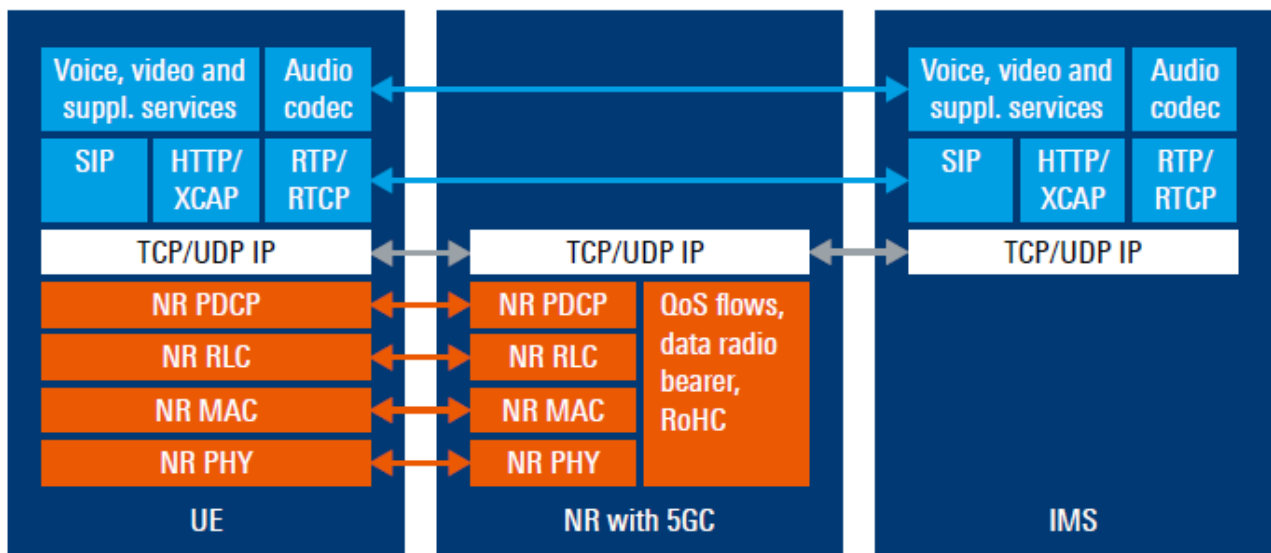 Voice, video and
suppl. services
Audio
codec
SIP
HTTP/
XCAP
RTP/
RTCP
TCP/UDP IP
NR PDCP
NR RLC
NR MAC
NR PHY
UE
TCP/UDP IP
NR PDCP
NR RLC
NR MAC
NR PHY
QoS flows,
data radio
bearer,
RoHC
NR with 5GC
Voice, video and
suppl. services
Audio
codec
SIP
HTTP/
XCAP
RTP/
RTCP
TCP/UDP IP
IMS